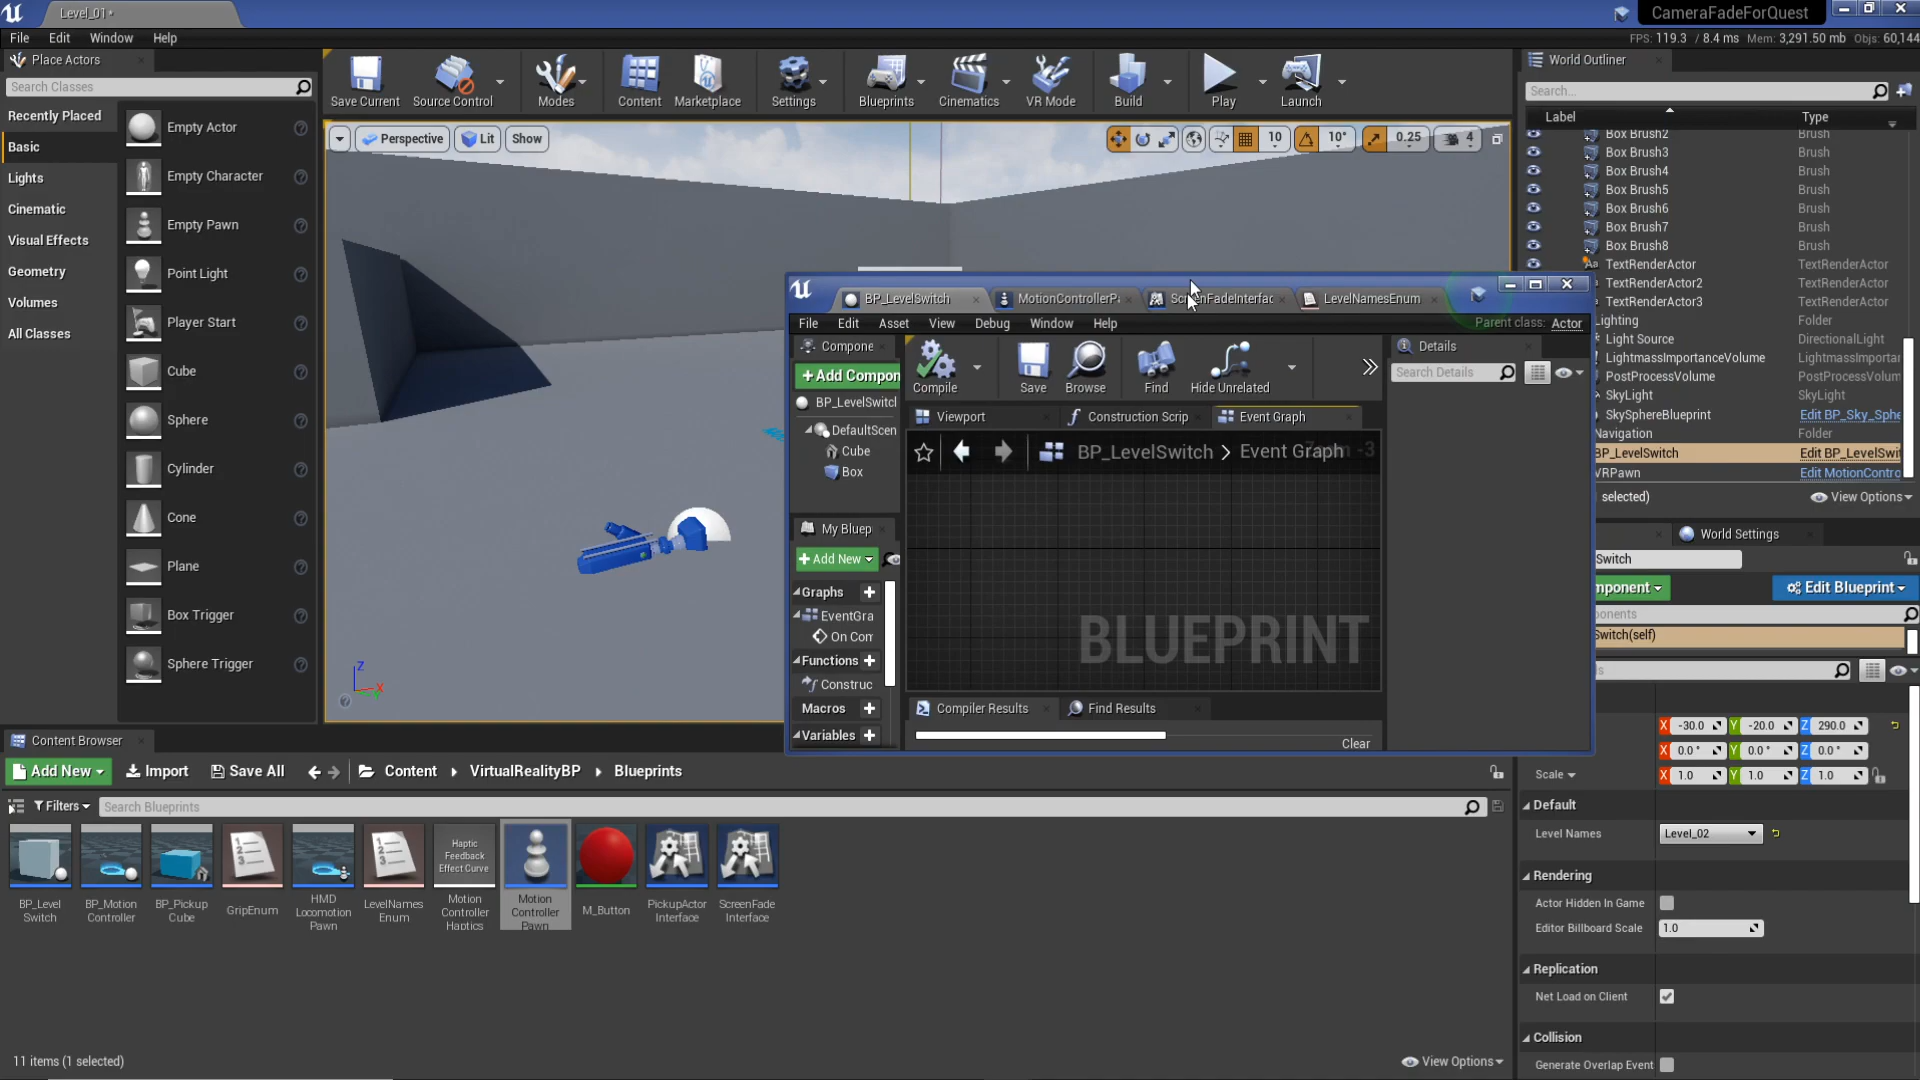 Level_01*
CameraFadeForQuest
File Edit Window Help
FPS: 119.3 / 8.4 ms Mem: 3,291.50 mb Objs: 60,144
Place Actors
Search Classes
Recently Placed
Basic
Lights
Cinematic
Visual Effects
Geometry
Volumes
All Classes
Empty Actor
Empty Character
Empty Pawn
Point Light
Player Start
Cube
Sphere
Cylinder
Cone
Plane
Box Trigger
Sphere Trigger
Save Current Source Control Modes Content Marketplace Settings Blueprints Cinematics VR Mode Build Play Launch
Perspective Lit Show
10 10° 0.25 4
Z
X
World Outliner
Search...
Label Type
Box Brush2 Brush
Box Brush3 Brush
Box Brush4 Brush
Box Brush5 Brush
Box Brush6 Brush
Box Brush7 Brush
Box Brush8 Brush
TextRenderActor TextRenderActor
TextRenderActor2 TextRenderActor
TextRenderActor3 TextRenderActor
Lighting Folder
Light Source DirectionalLight
LightmassImportanceVolume LightmassImportar
PostProcessVolume PostProcessVolum
SkyLight SkyLight
SkySphereBlueprint Edit BP_Sky_Sphe
Navigation Folder
BP_LevelSwitch Edit BP_LevelSwit
VRPawn Edit MotionContro
selected) View Options
BP_LevelSwitch MotionControllerPa ScreenFadeInterfac LevelNamesEnum
File Edit Asset View Debug Window Help
Parent class: Actor
Compone
+Add Compon
BP_LevelSwitcl
DefaultScen
Cube
Box
My Bluep
+Add New
Graphs
EventGra
On Com
Functions
Construc
Macros
Variables
Compile Save Browse Find Hide Unrelated
Viewport Construction Scrip Event Graph
BP_LevelSwitch > Event Graph
Zoom -3
BLUEPRINT
Compiler Results Find Results
Clear
Details
Search Details
World Settings
Switch
mponent Edit Blueprint
ponents
Switch(self)
X -30.0 Y -20.0 Z 290.0
X 0.0° Y 0.0° Z 0.0°
Scale X 1.0 Y 1.0 Z 1.0
Default
Level Names Level_02
Rendering
Actor Hidden In Game
Editor Billboard Scale 1.0
Replication
Net Load on Client
Collision
Generate Overlap Event
Content Browser
Add New Import Save All Content VirtualRealityBP Blueprints
Filters Search Blueprints
BP_Level Switch
BP_Motion Controller
BP_Pickup Cube
GripEnum
HMD Locomotion Pawn
LevelNames Enum
Haptic Feedback Effect Curve
Motion Controller Haptics
Motion Controller Pawn
M_Button
PickupActor Interface
ScreenFade Interface
11 items (1 selected)
View Options